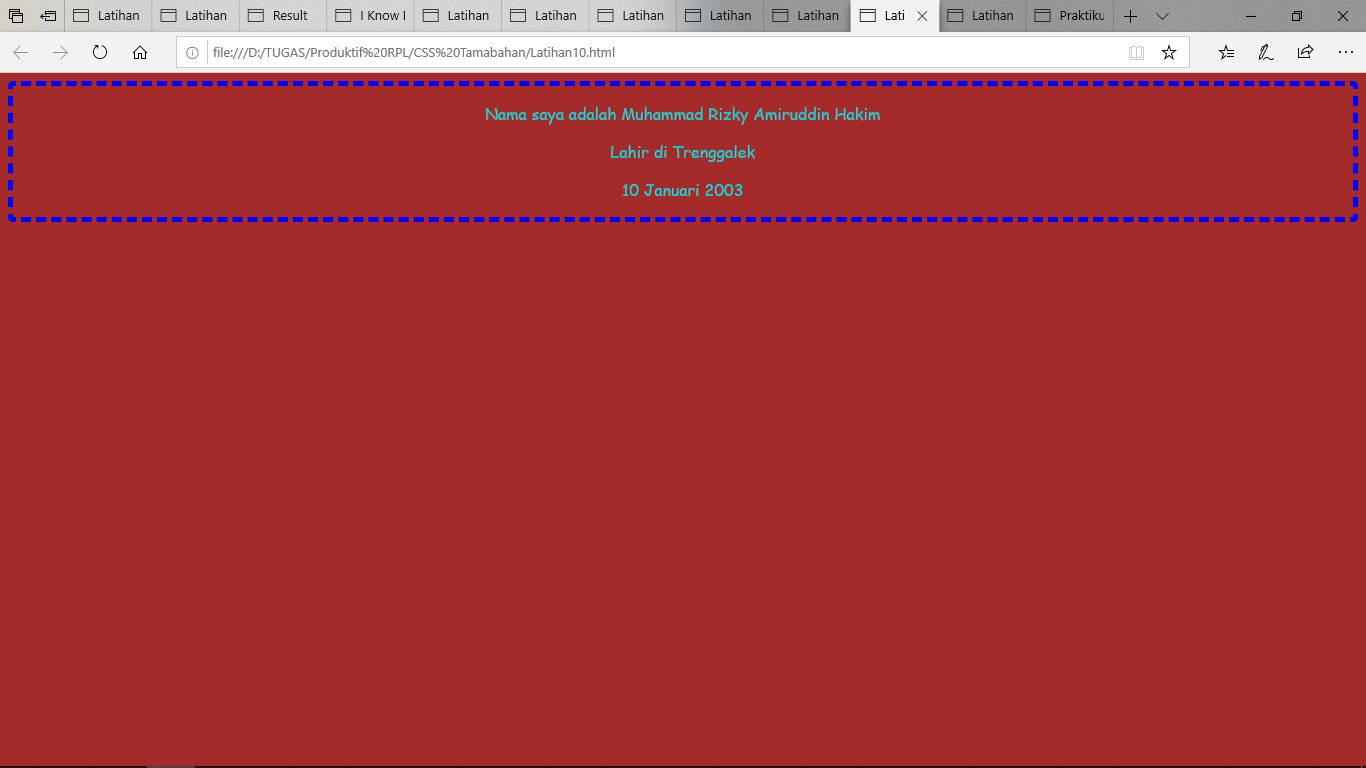 Latihan
Latihan
Result
I Know I
Latihan
Latihan
Latihan
Latihan
Latihan
Lati
Latihan
Praktiku
file:///D:/TUGAS/Produktif%20RPL/CSS%20Tamabahan/Latihan10.html
Nama saya adalah Muhammad Rizky Amiruddin Hakim
Lahir di Trenggalek
10 Januari 2003